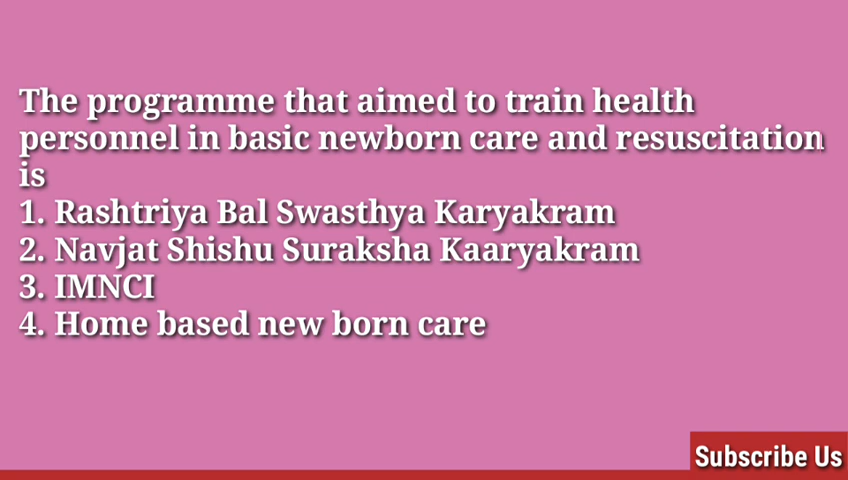 The programme that aimed to train health
personnel in basic newborn care and resuscitation
is
1. Rashtriya Bal Swasthya Karyakram
2. Navjat Shishu Suraksha Kaaryakram
3. IMNCI
4. Home based new born care
Subscribe Us